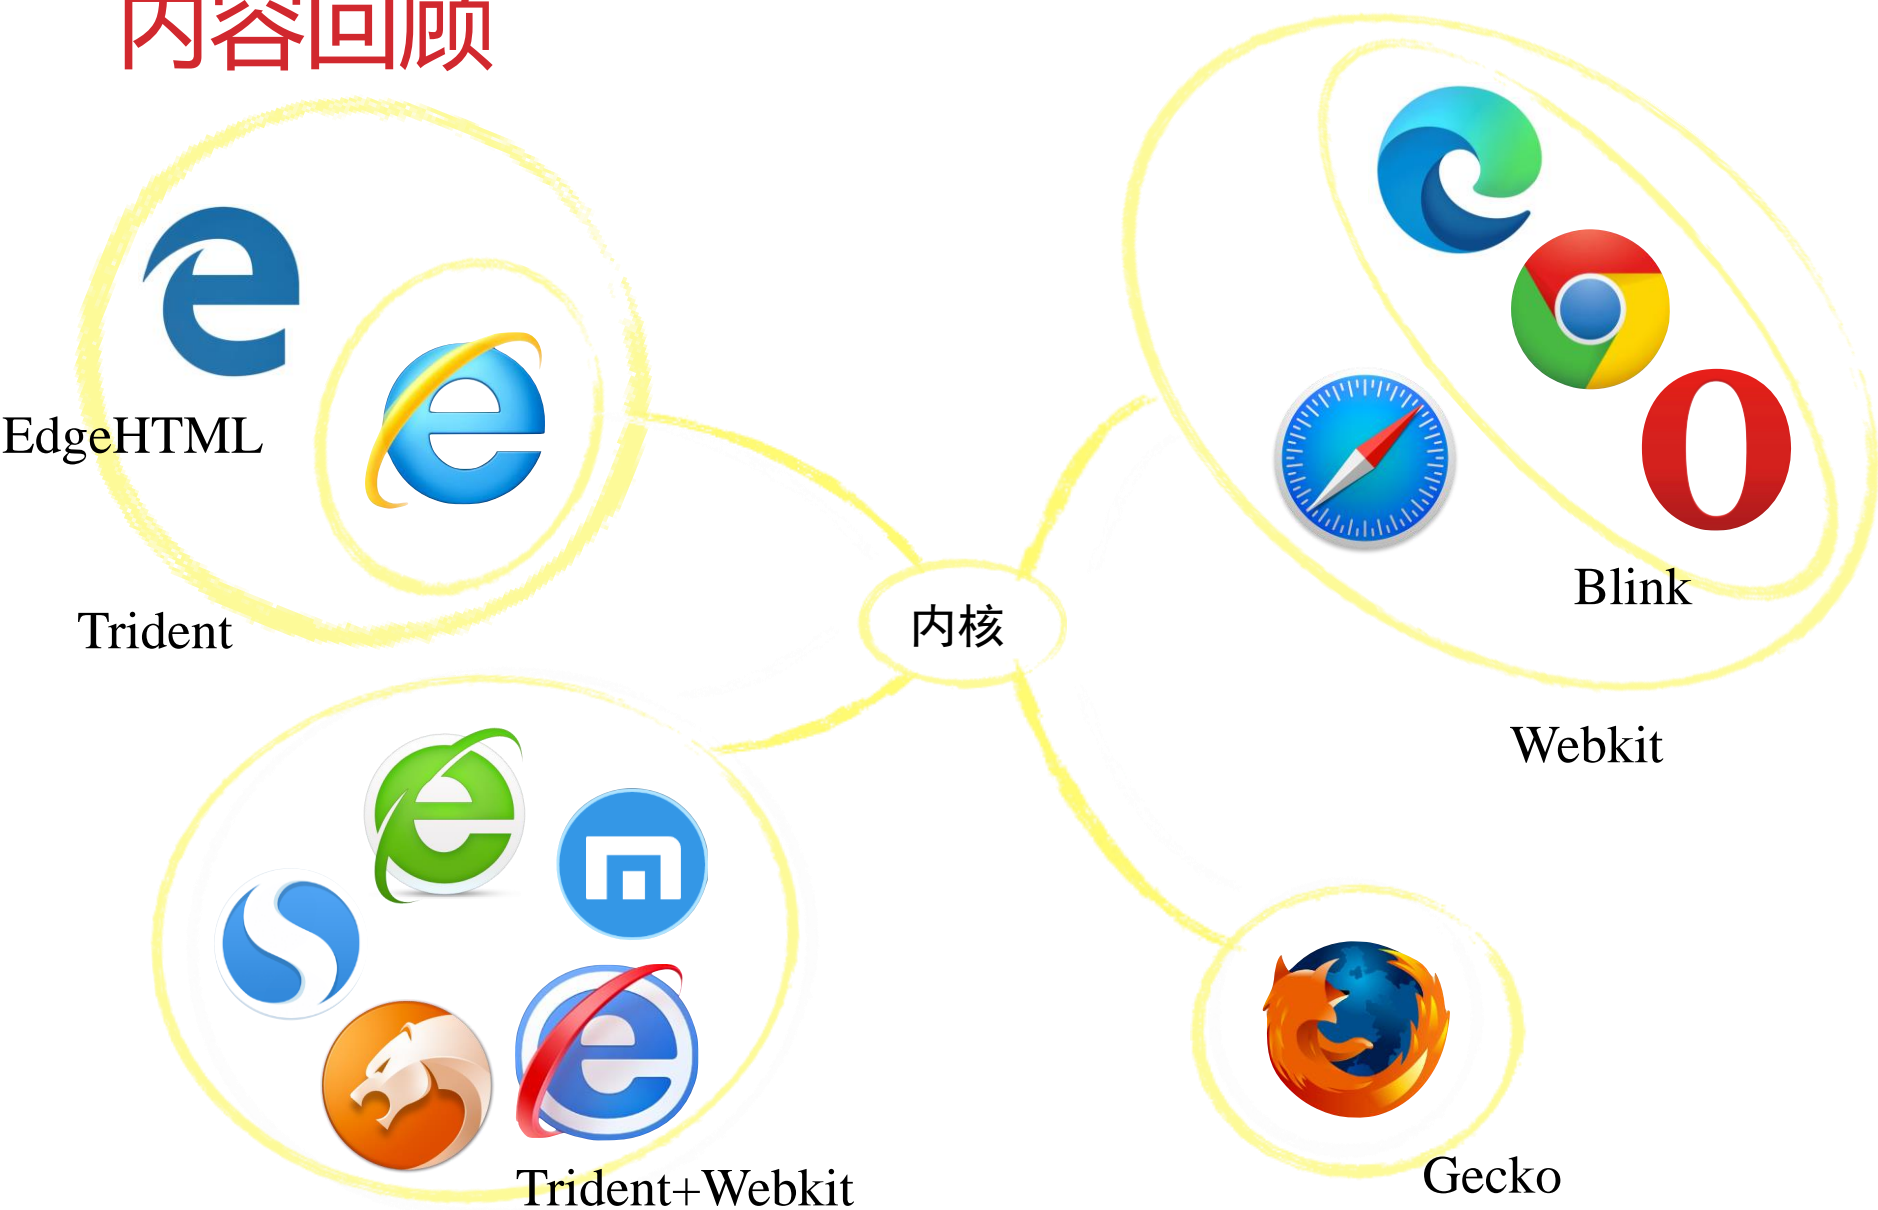 内容回顾
EdgeHTML
Trident
内核
Blink
Webkit
Trident+Webkit
Gecko